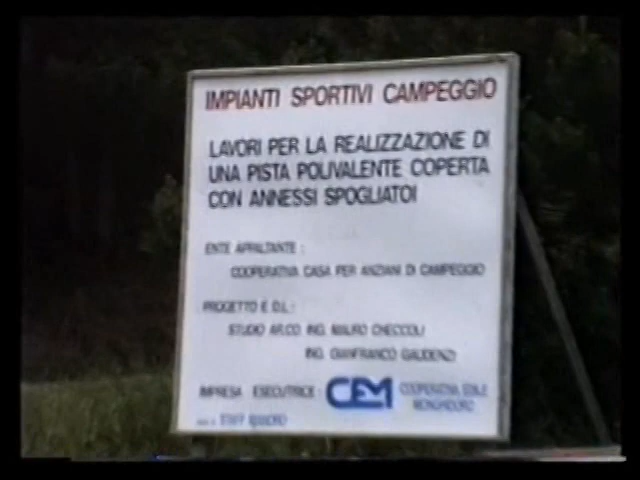 IMPIANTI SPORTIVI CAMPEGGIO
LAVORI PER LA REALIZZAZIONE DI
UNA PISTA POLIVALENTE COPERTA
CON ANNESSI SPOGLIATOI
ENTE APPALTANTE :
COOPERATIVA CASA PER ANZIANI DI CAMPEGGIO
PROGETTO E D.L. :
STUDIO AR.CO. ING. MAURO CHECCOLI
ING. GIANFRANCO GAUDENZI
IMPRESA ESECUTRICE : CEM COOPERATIVA EDILE
MONGHIDORO